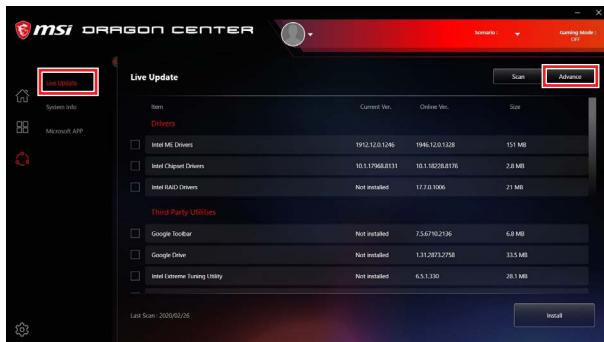 msi DRAGON CENTER
Scenario :
Gaming Mode :
OFF
Live Update
System Info
Microsoft APP
Live Update
Scan
Advance
Item Current Ver. Online Ver. Size
Drivers
Intel ME Drivers 1912.12.0.1246 1946.12.0.1328 151 MB
Intel Chipset Drivers 10.1.17968.8131 10.1.18228.8176 2.8 MB
Intel RAID Drivers Not installed 17.7.0.1006 21 MB
Third Party Utilities
Google Toolbar Not installed 7.5.6710.2136 6.8 MB
Google Drive Not installed 1.31.2873.2758 33.5 MB
Intel Extreme Tuning Utility Not installed 6.5.1.330 28.1 MB
Last Scan : 2020/02/26
Install